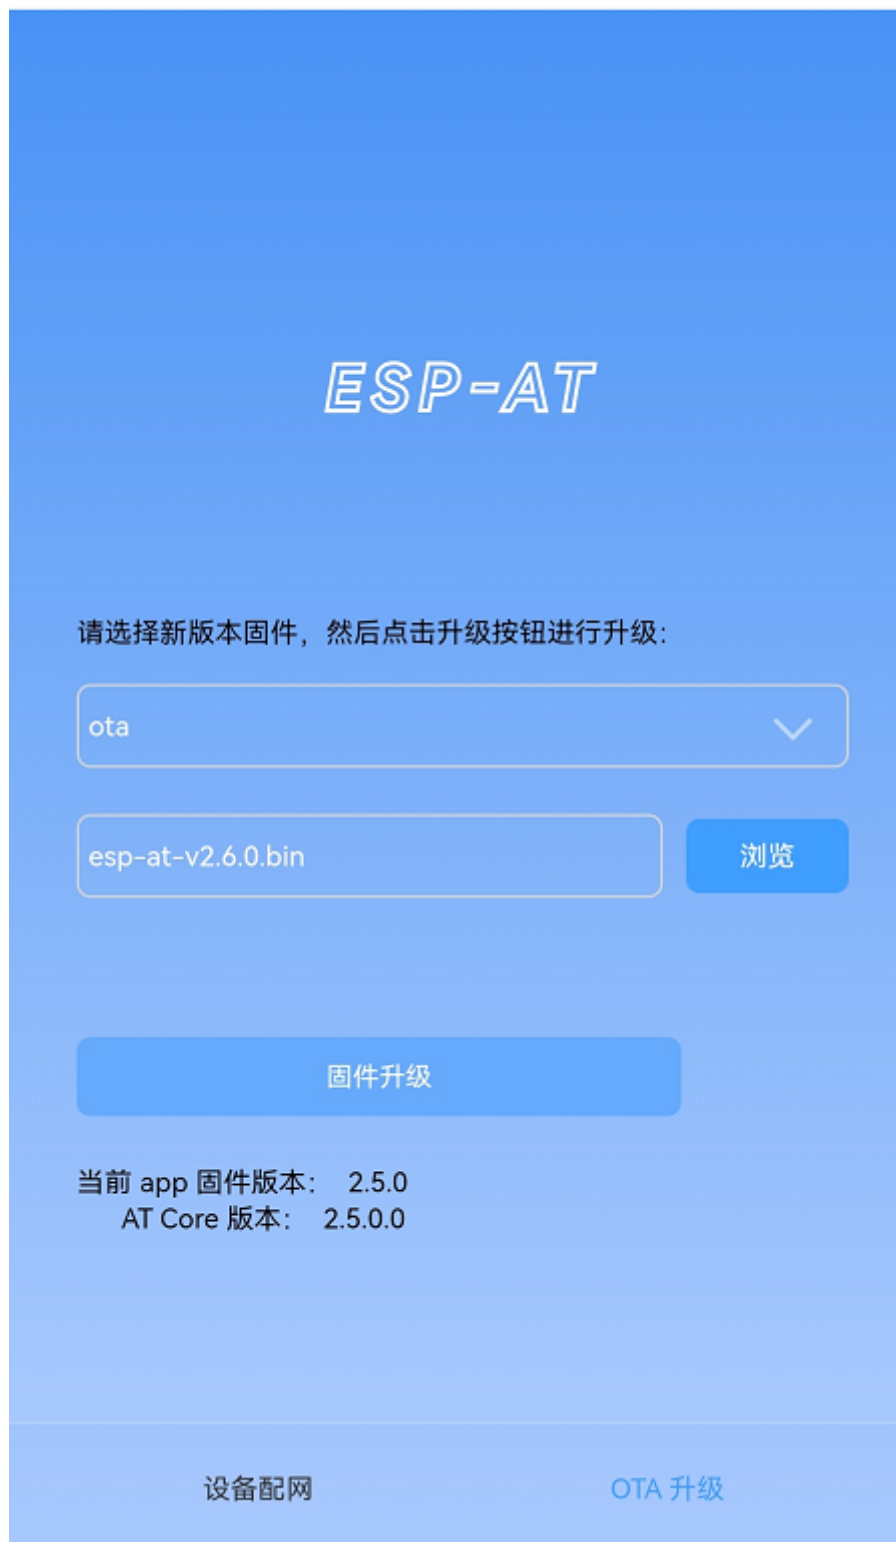 ESP-AT
请选择新版本固件，然后点击升级按钮进行升级：
ota
esp-at-v2.6.0.bin
浏览
固件升级
当前 app 固件版本： 2.5.0
AT Core 版本： 2.5.0.0
设备配网
OTA 升级